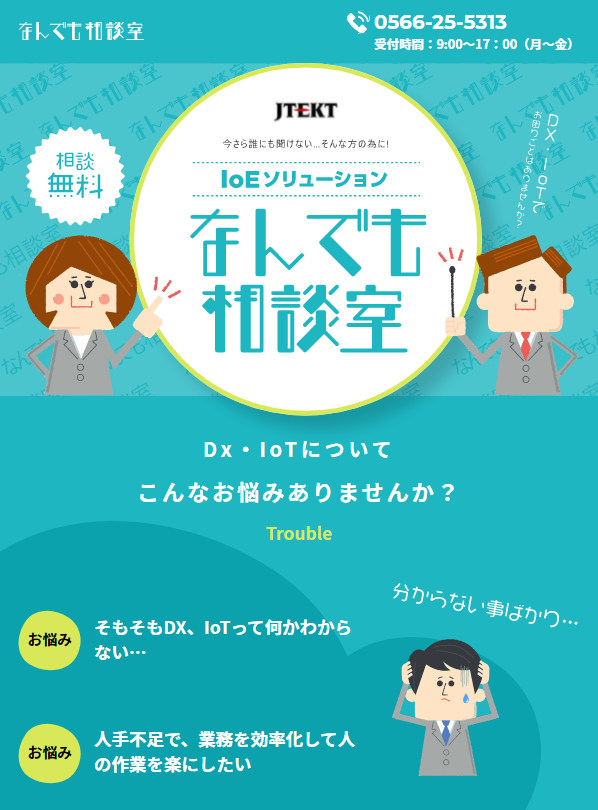 なんでも相談室
0566-25-5313
受付時間：9:00〜17：00（月〜金）
JTEKT
今さら誰にも聞けない...そんな方の為に!
IoEソリューション
なんでも
相談室
相談
無料
DX・IoTで
お困りごとはありませんか？
Dx・IoTについて
こんなお悩みありませんか？
Trouble
分からない事ばかり…
お悩み
そもそもDX、IoTって何かわから
ない…
お悩み
人手不足で、業務を効率化して人
の作業を楽にしたい